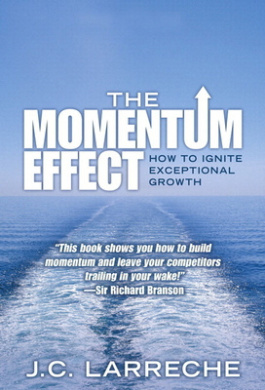 THE
MOMENTUM
EFFECT
HOW TO IGNITE
EXCEPTIONAL
GROWTH
"This book shows you how to build
momentum and leave your competitors
trailing in your wake!"
—Sir Richard Branson
J.C. LARRECHE